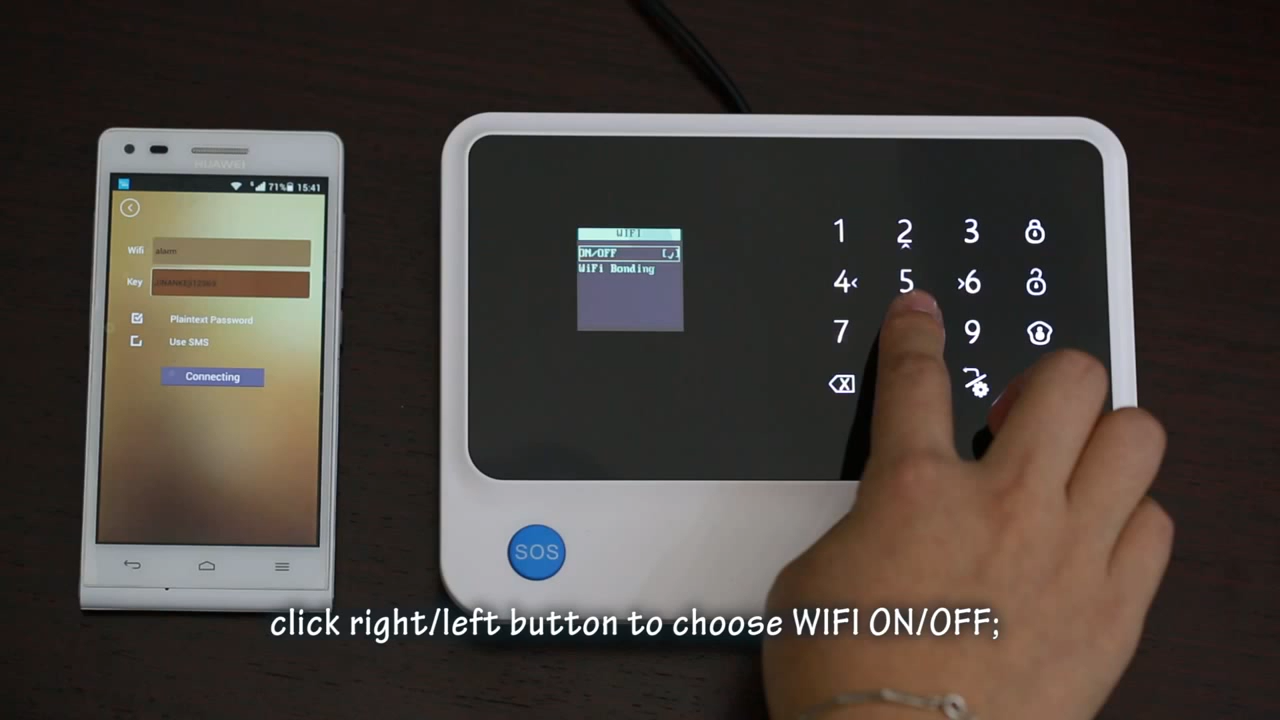 HUAWEI
71% 15:41
Wifi alarm
Key
Plaintext Password
Use SMS
Connecting
WIFI
ON/OFF [✓]
WiFi Bonding
1 2 3
4 5 6
7 9
SOS
click right/left button to choose WIFI ON/OFF;